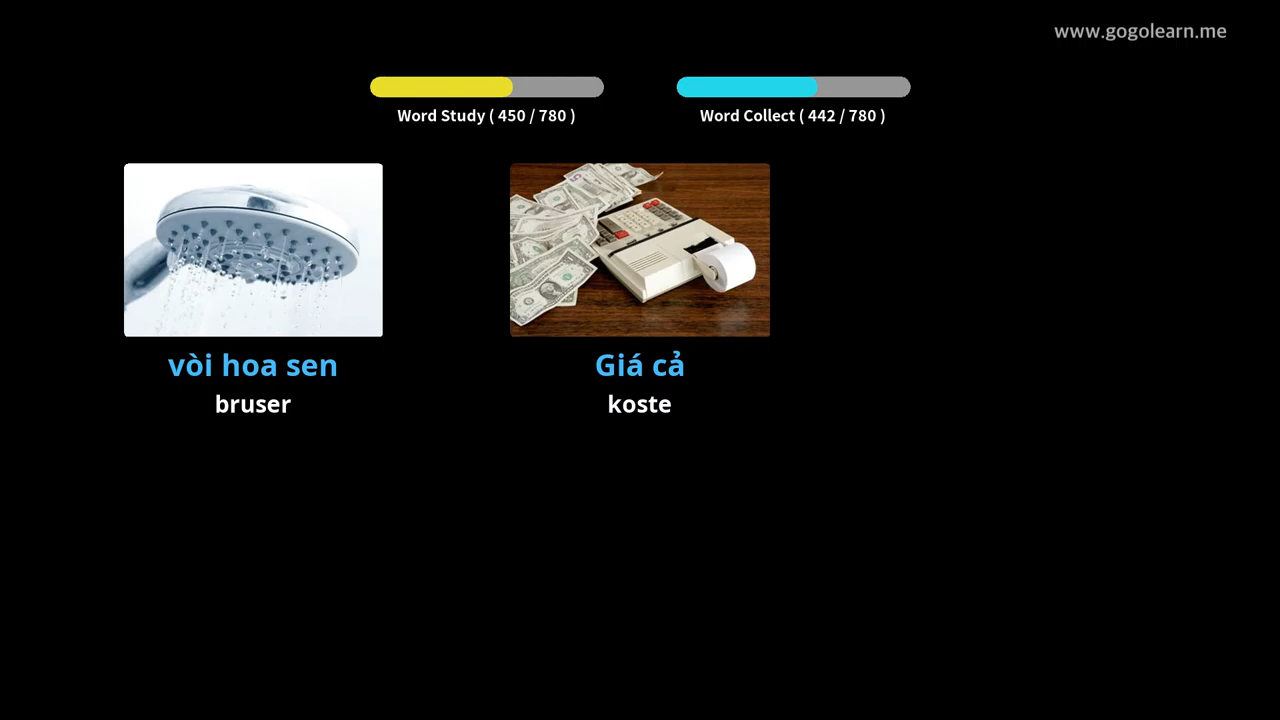 www.gogolearn.me
Word Study ( 450 / 780 )
Word Collect ( 442 / 780 )
vòi hoa sen
bruser
Giá cả
koste